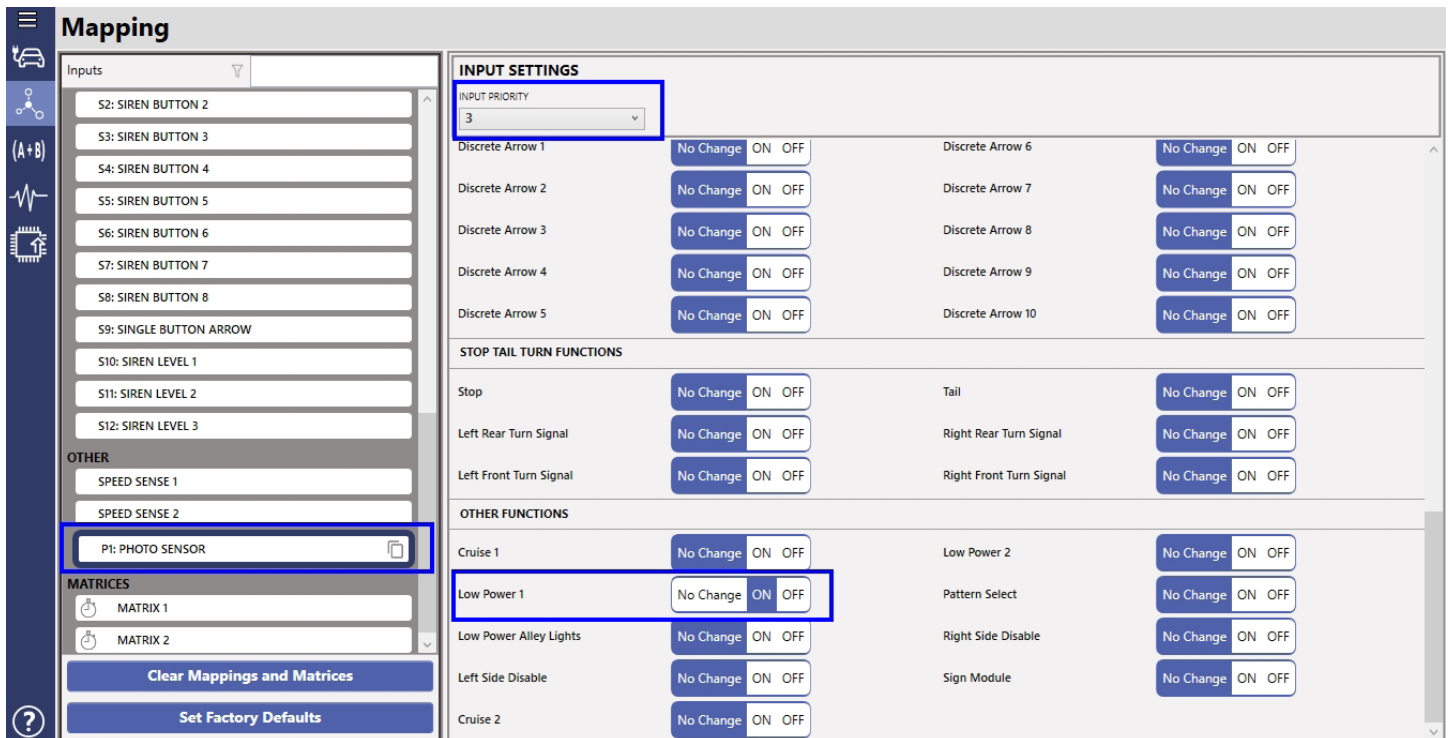 Mapping
(A+B)
Inputs
S2: SIREN BUTTON 2
S3: SIREN BUTTON 3
S4: SIREN BUTTON 4
S5: SIREN BUTTON 5
S6: SIREN BUTTON 6
S7: SIREN BUTTON 7
S8: SIREN BUTTON 8
S9: SINGLE BUTTON ARROW
S10: SIREN LEVEL 1
S11: SIREN LEVEL 2
S12: SIREN LEVEL 3
OTHER
SPEED SENSE 1
SPEED SENSE 2
P1: PHOTO SENSOR
MATRICES
MATRIX 1
MATRIX 2
Clear Mappings and Matrices
Set Factory Defaults
?
INPUT SETTINGS
INPUT PRIORITY
3
Discrete Arrow 1 No Change ON OFF Discrete Arrow 6 No Change ON OFF
Discrete Arrow 2 No Change ON OFF Discrete Arrow 7 No Change ON OFF
Discrete Arrow 3 No Change ON OFF Discrete Arrow 8 No Change ON OFF
Discrete Arrow 4 No Change ON OFF Discrete Arrow 9 No Change ON OFF
Discrete Arrow 5 No Change ON OFF Discrete Arrow 10 No Change ON OFF
STOP TAIL TURN FUNCTIONS
Stop No Change ON OFF Tail No Change ON OFF
Left Rear Turn Signal No Change ON OFF Right Rear Turn Signal No Change ON OFF
Left Front Turn Signal No Change ON OFF Right Front Turn Signal No Change ON OFF
OTHER FUNCTIONS
Cruise 1 No Change ON OFF Low Power 2 No Change ON OFF
Low Power 1 No Change ON OFF Pattern Select No Change ON OFF
Low Power Alley Lights No Change ON OFF Right Side Disable No Change ON OFF
Left Side Disable No Change ON OFF Sign Module No Change ON OFF
Cruise 2 No Change ON OFF